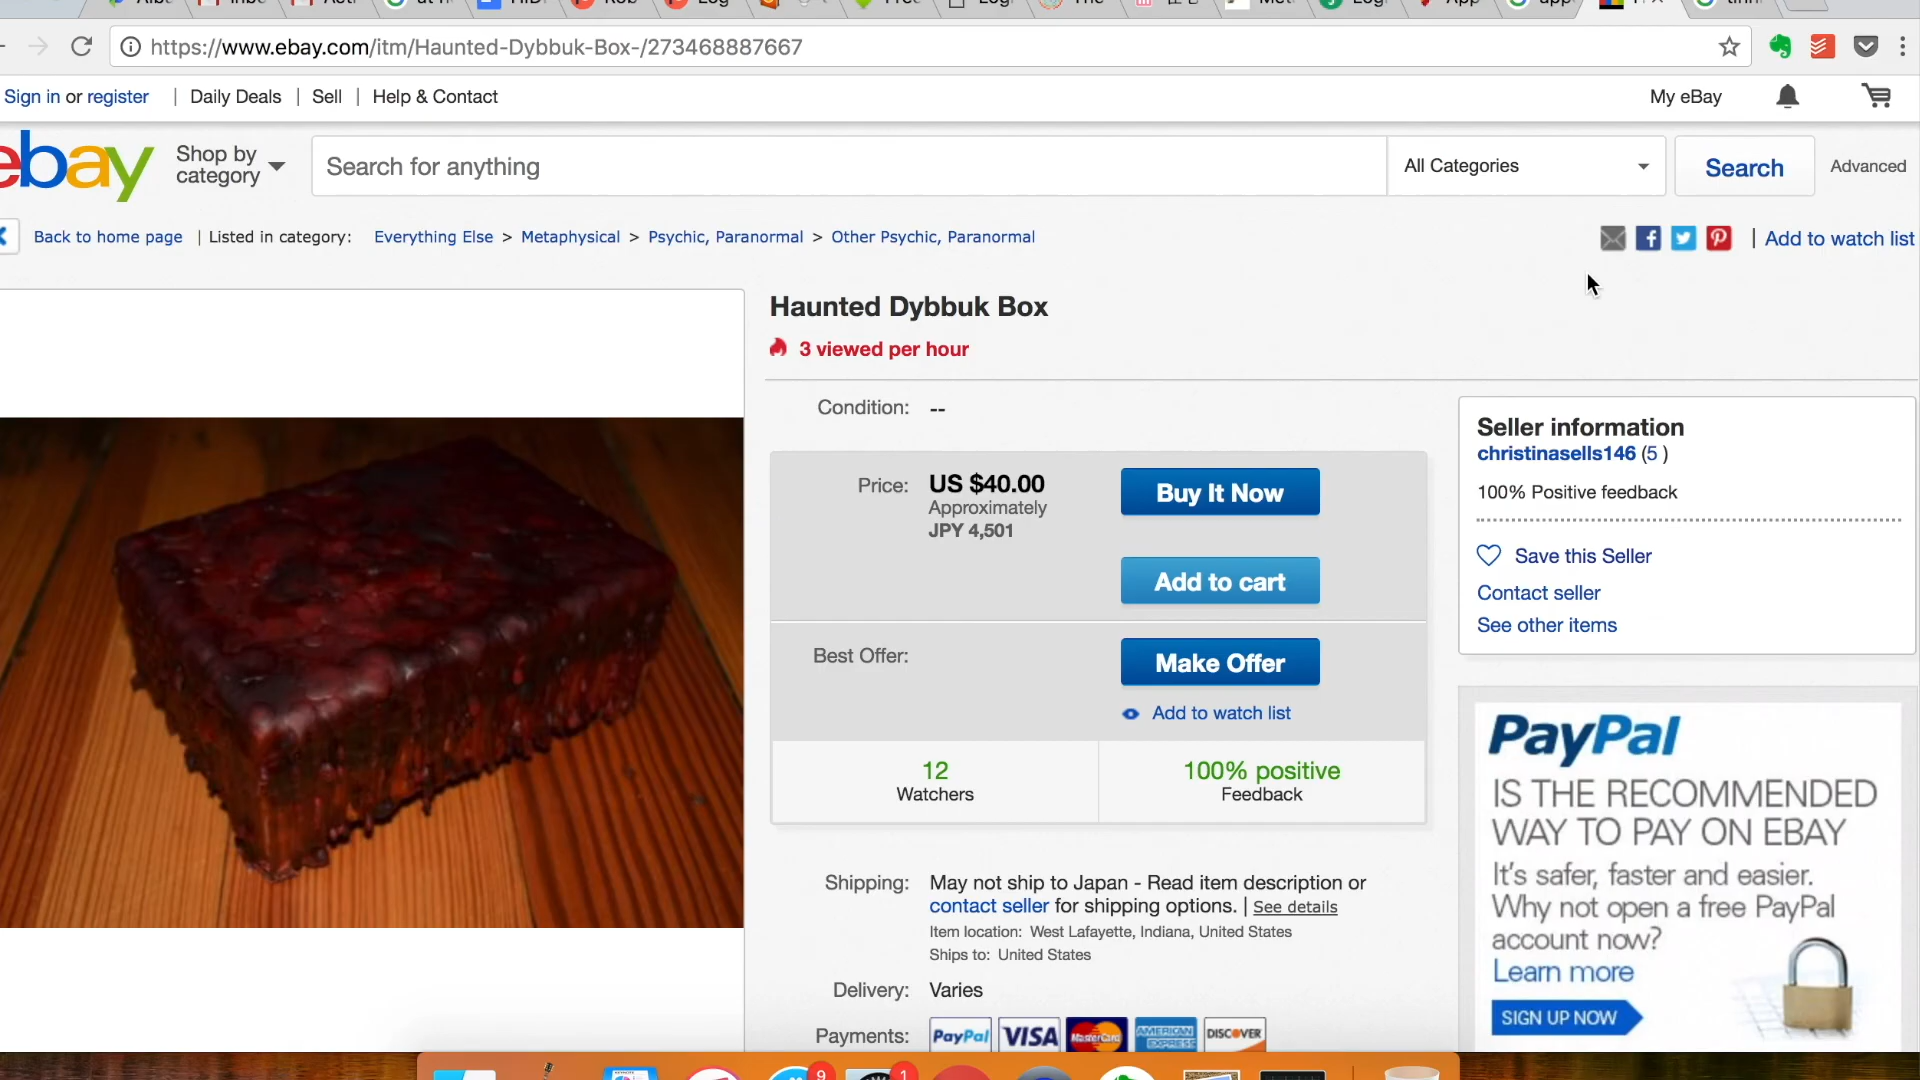 https://www.ebay.com/itm/Haunted-Dybbuk-Box-/273468887667
Sign in or register | Daily Deals | Sell | Help & Contact
My eBay
ebay
Shop by
category
Search for anything
All Categories
Search
Advanced
Back to home page | Listed in category: Everything Else > Metaphysical > Psychic, Paranormal > Other Psychic, Paranormal
| Add to watch list
Haunted Dybbuk Box
3 viewed per hour
Condition: --
Price: US $40.00
Approximately
JPY 4,501
Buy It Now
Add to cart
Best Offer:
Make Offer
Add to watch list
12
Watchers
100% positive
Feedback
Shipping: May not ship to Japan - Read item description or
contact seller for shipping options. | See details
Item location: West Lafayette, Indiana, United States
Ships to: United States
Delivery: Varies
Payments: PayPal VISA MasterCard AMERICAN EXPRESS DISCOVER
Seller information
christinasells146 (5 )
100% Positive feedback
Save this Seller
Contact seller
See other items
PayPal
IS THE RECOMMENDED
WAY TO PAY ON EBAY
It's safer, faster and easier.
Why not open a free PayPal
account now?
Learn more
SIGN UP NOW
9
1